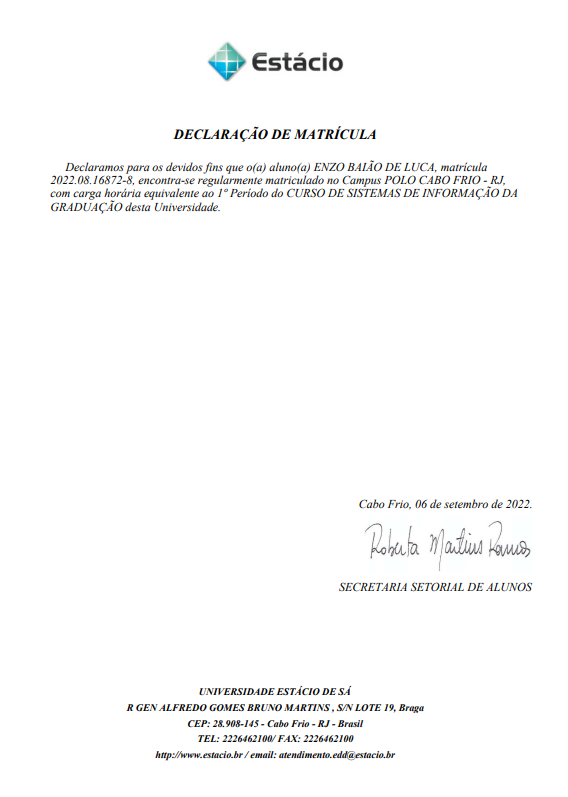 Estácio
DECLARAÇÃO DE MATRÍCULA
Declaramos para os devidos fins que o(a) aluno(a) ENZO BAIÃO DE LUCA, matrícula
2022.08.16872-8, encontra-se regularmente matriculado no Campus POLO CABO FRIO - RJ,
com carga horária equivalente ao 1º Período do CURSO DE SISTEMAS DE INFORMAÇÃO DA
GRADUAÇÃO desta Universidade.
Cabo Frio, 06 de setembro de 2022.
Roberta Martins Ramos
SECRETARIA SETORIAL DE ALUNOS
UNIVERSIDADE ESTÁCIO DE SÁ
R GEN ALFREDO GOMES BRUNO MARTINS , S/N LOTE 19, Braga
CEP: 28.908-145 - Cabo Frio - RJ - Brasil
TEL: 2226462100/ FAX: 2226462100
http://www.estacio.br / email: atendimento.edd@estacio.br